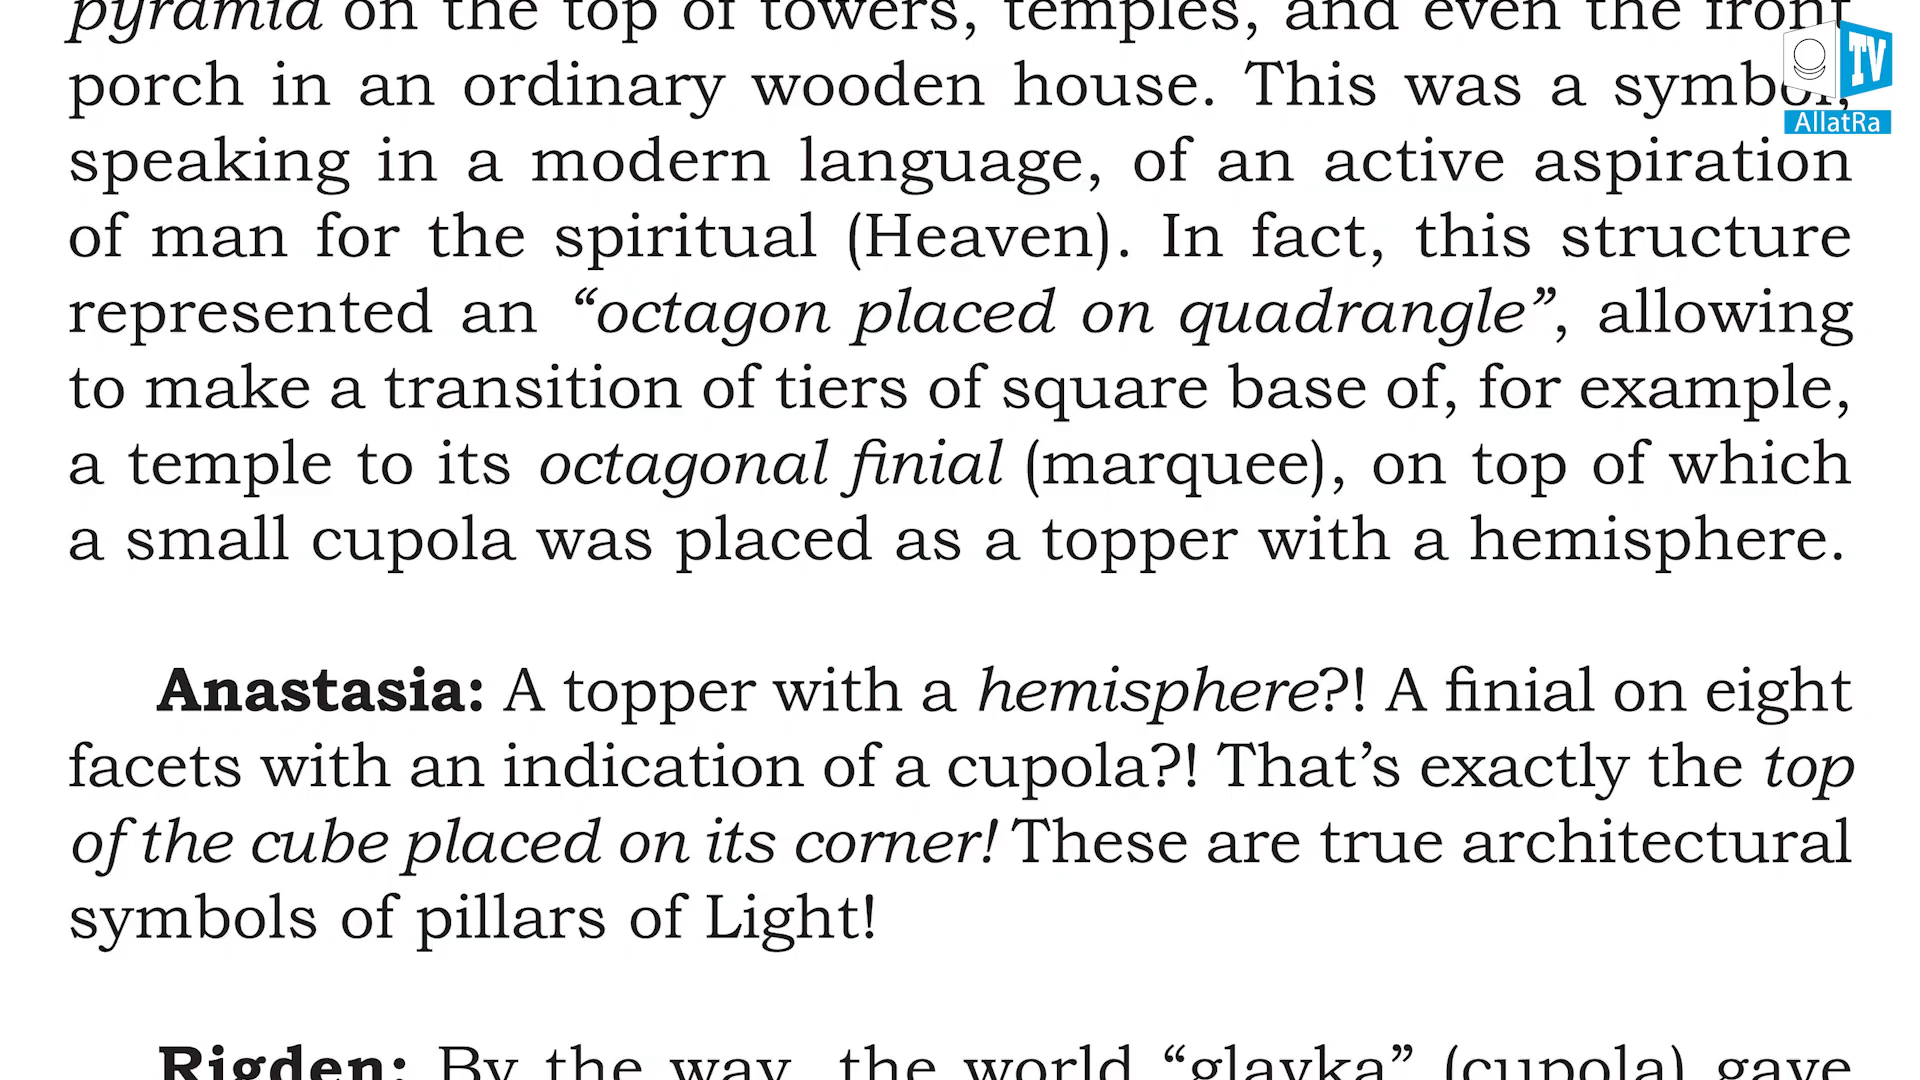 pyramid on the top of towers, temples, and even the front
porch in an ordinary wooden house. This was a symbol,
speaking in a modern language, of an active aspiration
of man for the spiritual (Heaven). In fact, this structure
represented an “octagon placed on quadrangle”, allowing
to make a transition of tiers of square base of, for example,
a temple to its octagonal finial (marquee), on top of which
a small cupola was placed as a topper with a hemisphere.
Anastasia: A topper with a hemisphere?! A finial on eight
facets with an indication of a cupola?! That’s exactly the top
of the cube placed on its corner! These are true architectural
symbols of pillars of Light!
Rigden: By the way, the world “glavka” (cupola) gave
TV
AllatRa